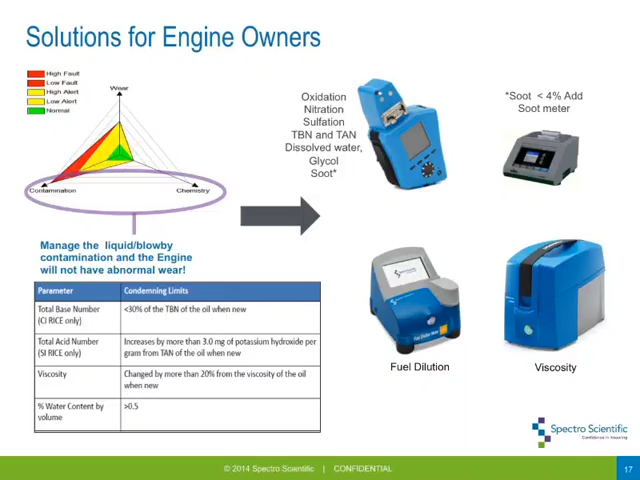 Solutions for Engine Owners
High Fault
Low Fault
High Alert
Low Alert
Normal
Wear
Contamination
Chemistry
Oxidation
Nitration
Sulfation
TBN and TAN
Dissolved water,
Glycol
Soot*
*Soot < 4% Add
Soot meter
Manage the liquid/blowby
contamination and the Engine
will not have abnormal wear!
Parameter Condemning Limits
Total Base Number <30% of the TBN of the oil when new
(CI RICE only)
Total Acid Number Increases by more than 3.0 mg of potassium hydroxide per
(SI RICE only) gram from TAN of the oil when new
Viscosity Changed by more than 20% from the viscosity of the oil
when new
% Water Content by >0.5
volume
Fuel Dilution
Viscosity
Spectro Scientific
Confidence in Knowing
© 2014 Spectro Scientific | CONFIDENTIAL
17